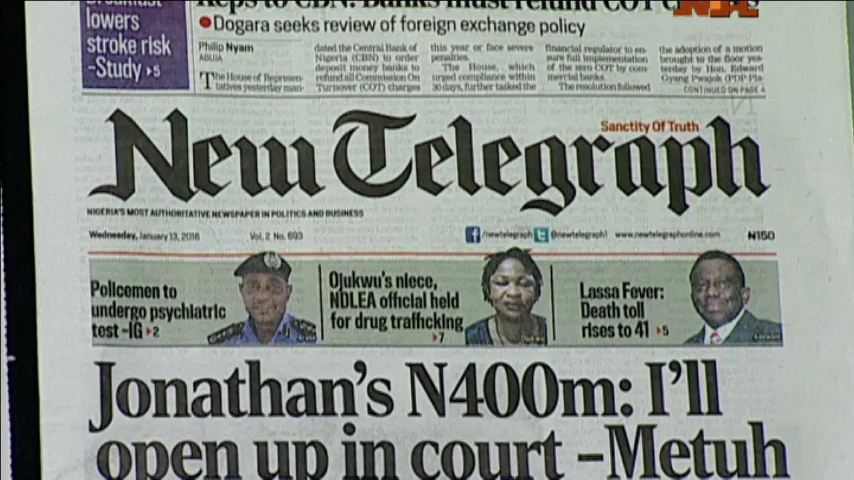 lowers
stroke risk
-Study ▸5
●Dogara seeks review of foreign exchange policy
Philip Nyam
ABUJA
The House of Represen-
tatives yesterday man-
dated the Central Bank of
Nigeria (CBN) to order
deposit money banks to
refund all Commission On
Turnover (COT) charges
this year or face severe
penalties.
The House, which
urged compliance within
30 days, further tasked the
financial regulator to en-
sure full implementation
of the zero COT by com-
mercial banks.
The resolution followed
the adoption of a motion
brought to the floor yes-
terday by Hon. Edward
Gyang Pwajok (PDP-Pla-
CONTINUED ON PAGE 4
Sanctity Of Truth
New Telegraph
NIGERIA'S MOST AUTHORITATIVE NEWSPAPER IN POLITICS AND BUSINESS
Wednesday, January 13, 2016 Vol. 2 No. 693 /newtelegraph @newtelegraph1 www.newtelegraphonline.com ₦150
Policemen to
undergo psychiatric
test -IG ▸2
Ojukwu's niece,
NDLEA official held
for drug trafficking
▸7
Lassa Fever:
Death toll
rises to 41 ▸5
Jonathan's N400m: I'll
open up in court -Metuh